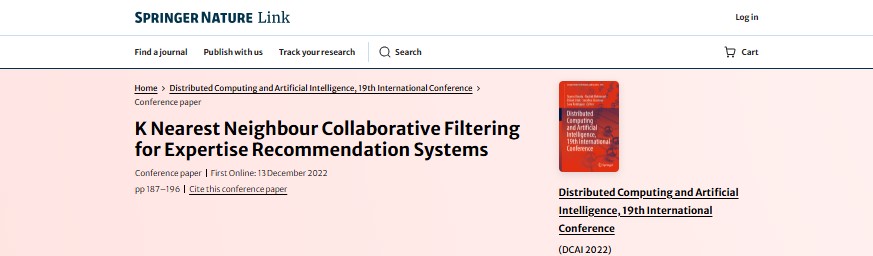 SPRINGER NATURE Link
Log in
Find a journal
Publish with us
Track your research
Search
Cart
Home > Distributed Computing and Artificial Intelligence, 19th International Conference >
Conference paper
K Nearest Neighbour Collaborative Filtering
for Expertise Recommendation Systems
Conference paper | First Online: 13 December 2022
pp 187–196 | Cite this conference paper
Distributed
Computing
and Artificial
Intelligence,
19th International
Conference
Springer
Distributed Computing and Artificial
Intelligence, 19th International
Conference
(DCAI 2022)